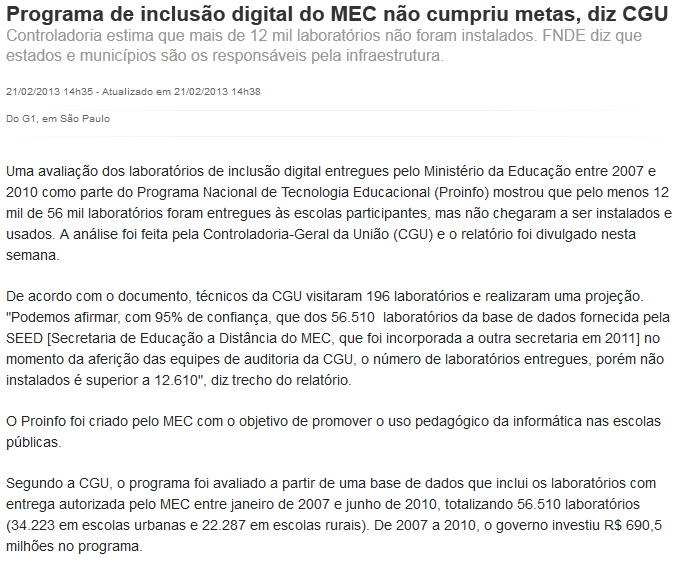 Programa de inclusão digital do MEC não cumpriu metas, diz CGU
Controladoria estima que mais de 12 mil laboratórios não foram instalados. FNDE diz que
estados e municípios são os responsáveis pela infraestrutura.
21/02/2013 14h35 - Atualizado em 21/02/2013 14h38
Do G1, em São Paulo
Uma avaliação dos laboratórios de inclusão digital entregues pelo Ministério da Educação entre 2007 e
2010 como parte do Programa Nacional de Tecnologia Educacional (Proinfo) mostrou que pelo menos 12
mil de 56 mil laboratórios foram entregues às escolas participantes, mas não chegaram a ser instalados e
usados. A análise foi feita pela Controladoria-Geral da União (CGU) e o relatório foi divulgado nesta
semana.
De acordo com o documento, técnicos da CGU visitaram 196 laboratórios e realizaram uma projeção.
"Podemos afirmar, com 95% de confiança, que dos 56.510 laboratórios da base de dados fornecida pela
SEED [Secretaria de Educação a Distância do MEC, que foi incorporada a outra secretaria em 2011] no
momento da aferição das equipes de auditoria da CGU, o número de laboratórios entregues, porém não
instalados é superior a 12.610", diz trecho do relatório.
O Proinfo foi criado pelo MEC com o objetivo de promover o uso pedagógico da informática nas escolas
públicas.
Segundo a CGU, o programa foi avaliado a partir de uma base de dados que inclui os laboratórios com
entrega autorizada pelo MEC entre janeiro de 2007 e junho de 2010, totalizando 56.510 laboratórios
(34.223 em escolas urbanas e 22.287 em escolas rurais). De 2007 a 2010, o governo investiu R$ 690,5
milhões no programa.